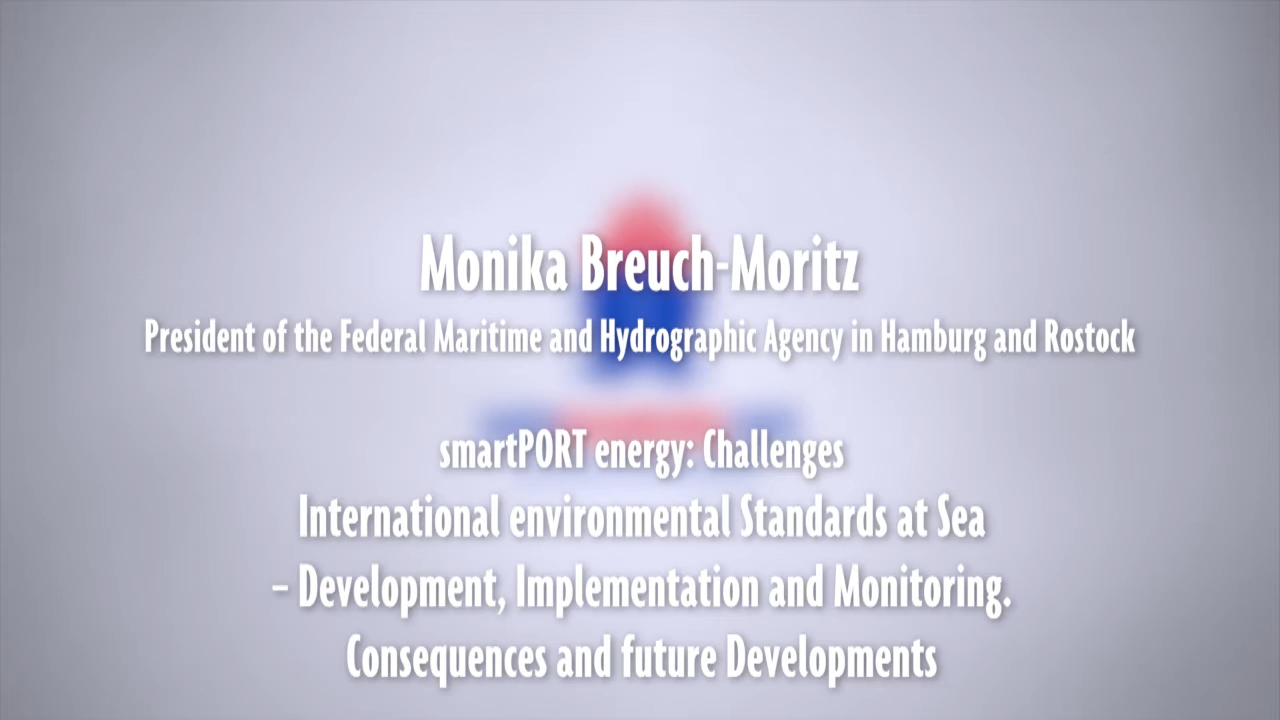 Monika Breuch-Moritz
President of the Federal Maritime and Hydrographic Agency in Hamburg and Rostock
smartPORT energy: Challenges
International environmental Standards at Sea
– Development, Implementation and Monitoring.
Consequences and future Developments